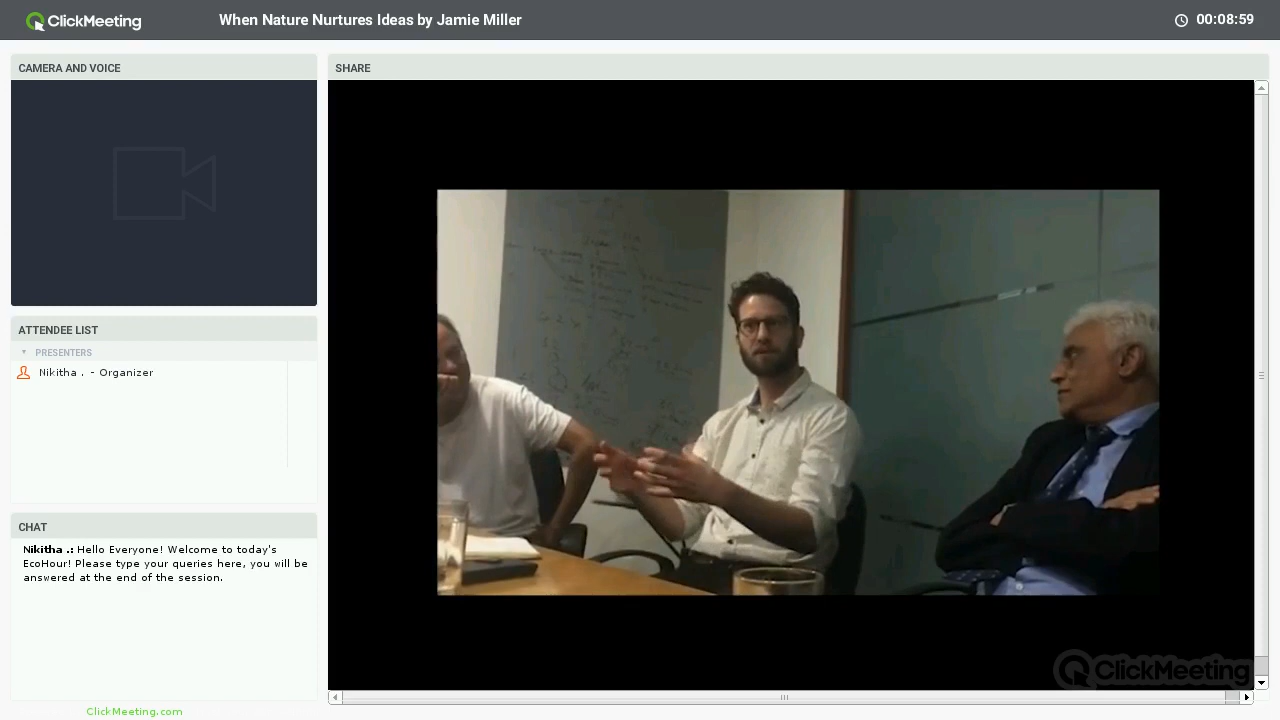 ClickMeeting
When Nature Nurtures Ideas by Jamie Miller
00:08:59
CAMERA AND VOICE
SHARE
ATTENDEE LIST
PRESENTERS
Nikitha . - Organizer
CHAT
Nikitha .: Hello Everyone! Welcome to today's
EcoHour! Please type your queries here, you will be
answered at the end of the session.
ClickMeeting
ClickMeeting.com